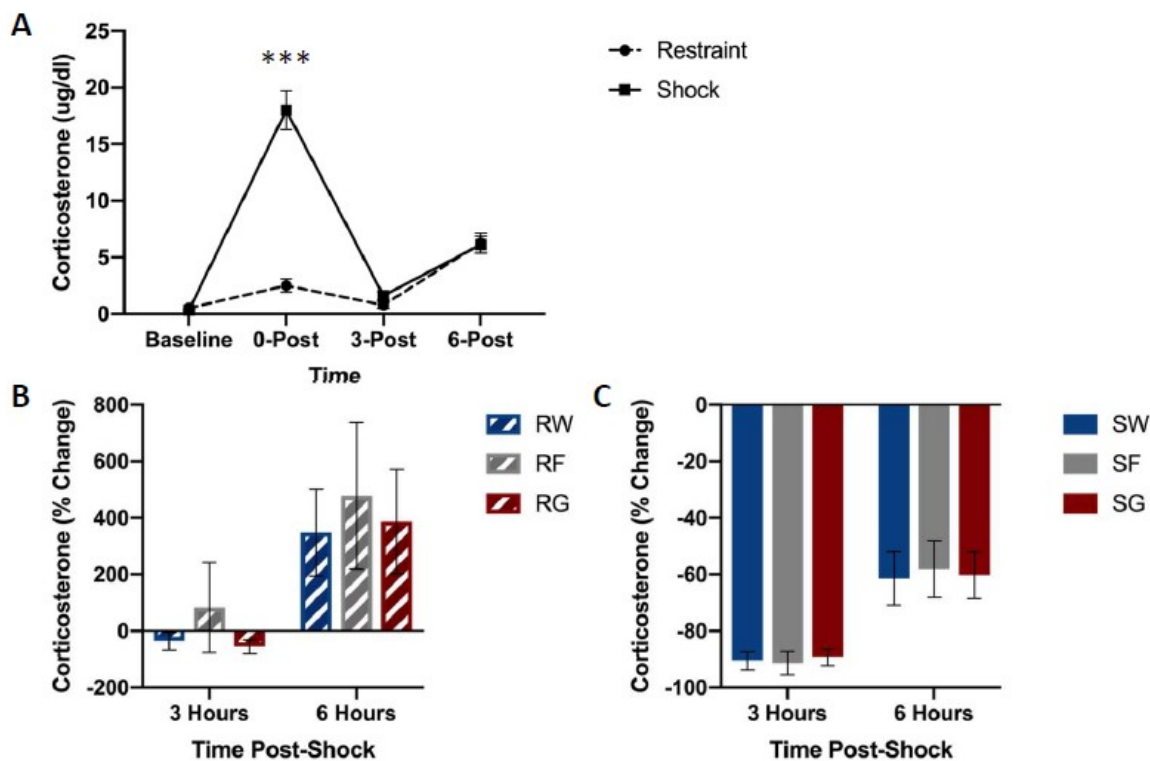 A
25
20
15
10
5
0
Corticosterone (ug/dl)
***
Restraint
Shock
Baseline 0-Post 3-Post 6-Post
Time
B
800
600
400
200
0
-200
Corticosterone (% Change)
RW
RF
RG
3 Hours 6 Hours
Time Post-Shock
C
0
-20
-40
-60
-80
-100
Corticosterone (% Change)
SW
SF
SG
3 Hours 6 Hours
Time Post-Shock